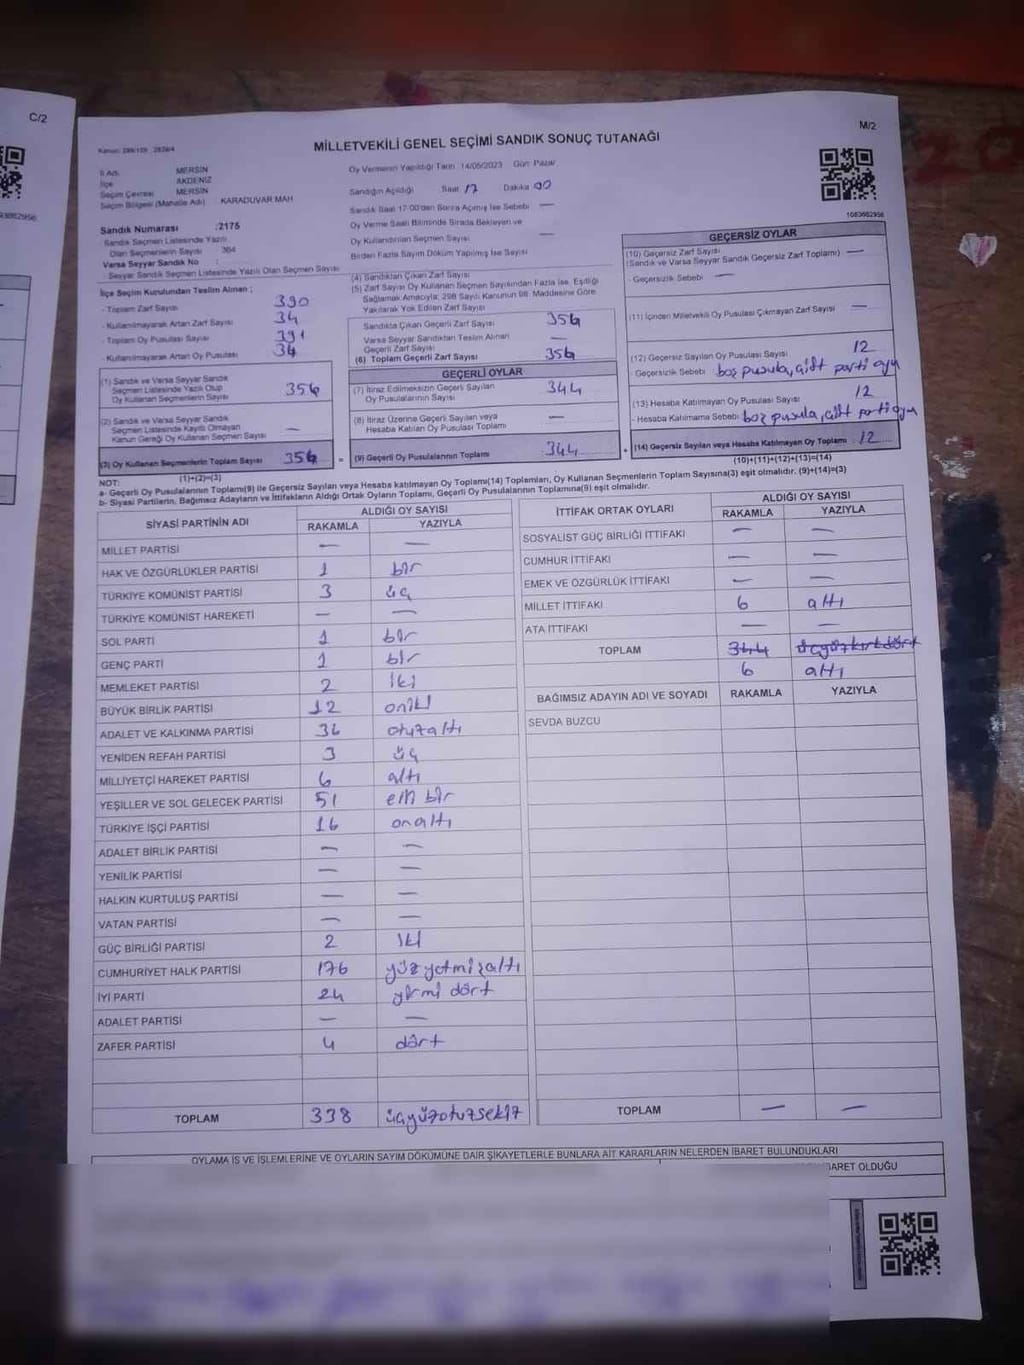 C/2
M/2
MİLLETVEKİLİ GENEL SEÇİMİ SANDIK SONUÇ TUTANAĞI
İl Adı MERSİN
İlçe AKDENİZ
Seçim Çevresi MERSİN
Seçim Bölgesi (Mahalle Adı) KARADUVAR MAH
Sandık Numarası :2175
Sandık Seçmen Listesinde Yazılı
Olan Seçmenlerin Sayısı 364
Varsa Seyyar Sandık No
Seyyar Sandık Seçmen Listesinde Yazılı Olan Seçmen Sayısı
İlçe Seçim Kurulundan Teslim Alınan ;
- Toplam Zarf Sayısı 390
- Kullanılmayarak Artan Zarf Sayısı 34
- Toplam Oy Pusulası 391
- Kullanılmayarak Artan Oy Pusulası 34
(1) Sandık ve Varsa Seyyar Sandık
Seçmen Listesinde Yazılı Olup
Oy Kullanan Seçmenlerin Sayısı 356
(2) Sandık ve Varsa Seyyar Sandık
Seçmen Listesinde Kayıtlı Olmayan
Kanun Gereği Oy Kullanan Seçmen Sayısı —
(3) Oy Kullanan Seçmenlerin Toplam Sayısı 356
(1)+(2)=(3)
Oy Vermenin Yapıldığı Tarih 14/05/2023 Gün Pazar
Sandığın Açıldığı Saat 17 Dakika 00
Sandık Saat 17:00'den Sonra Açılmış İse Sebebi —
Oy Verme Saati Bitiminde Sırada Bekleyen ve
Oy Kullandırılan Seçmen Sayısı —
Birden Fazla Sayım Döküm Yapılmış İse Sayısı
(4) Sandıktan Çıkan Zarf Sayısı
(5) Zarf Sayısı Oy Kullanan Seçmen Sayısından Fazla İse, Eşitliği
Sağlamak Amacıyla; 298 Sayılı Kanunun 98. Maddesine Göre
Yakılarak Yok Edilen Zarf Sayısı
Sandıkta Çıkan Geçerli Zarf Sayısı 356
Varsa Seyyar Sandıktan Teslim Alınan
Geçerli Zarf Sayısı —
(6) Toplam Geçerli Zarf Sayısı 356
GEÇERLİ OYLAR
(7) İtiraz Edilmeksizin Geçerli Sayılan
Oy Pusulasının Sayısı 344
(8) İtiraz Üzerine Geçerli Sayılan veya
Hesaba Katılan Oy Pusulası Toplamı —
(9) Geçerli Oy Pusulalarının Toplamı 344
1083682956
GEÇERSİZ OYLAR
(10) Geçersiz Zarf Sayısı
(Sandık ve Varsa Seyyar Sandık Geçersiz Zarf Toplamı) —
- Geçersizlik Sebebi —
(11) İçinden Milletvekili Oy Pusulası Çıkmayan Zarf Sayısı —
(12) Geçersiz Sayılan Oy Pusulası Sayısı 12
- Geçersizlik Sebebi boş pusula, çift parti oyu
(13) Hesaba Katılmayan Oy Pusulası Sayısı 12
- Hesaba Katılmama Sebebi boş pusula, çift parti oyu
(14) Geçersiz Sayılan veya Hesaba Katılmayan Oy Toplamı 12
(10)+(11)+(12)+(13)=(14)
NOT:
a- Geçerli Oy Pusulalarının Toplamı(9) ile Geçersiz Sayılan veya Hesaba katılmayan Oy Toplamı(14) Toplamları, Oy Kullanan Seçmenlerin Toplam Sayısına(3) eşit olmalıdır. (9)+(14)=(3)
b- Siyasi Partilerin, Bağımsız Adayların ve İttifakların Aldığı Ortak Oyların Toplamı, Geçerli Oy Pusulalarının Toplamına(9) eşit olmalıdır.
SİYASİ PARTİNİN ADI ALDIĞI OY SAYISI
RAKAMLA YAZIYLA
MİLLET PARTİSİ — —
HAK VE ÖZGÜRLÜKLER PARTİSİ 1 bir
TÜRKİYE KOMÜNİST PARTİSİ 3 üç
TÜRKİYE KOMÜNİST HAREKETİ — —
SOL PARTİ 1 bir
GENÇ PARTİ 1 bir
MEMLEKET PARTİSİ 2 iki
BÜYÜK BİRLİK PARTİSİ 12 oniki
ADALET VE KALKINMA PARTİSİ 36 otuzaltı
YENİDEN REFAH PARTİSİ 3 üç
MİLLİYETÇİ HAREKET PARTİSİ 6 altı
YEŞİLLER VE SOL GELECEK PARTİSİ 51 elli bir
TÜRKİYE İŞÇİ PARTİSİ 16 onaltı
ADALET BİRLİK PARTİSİ — —
YENİLİK PARTİSİ — —
HALKIN KURTULUŞ PARTİSİ — —
VATAN PARTİSİ — —
GÜÇ BİRLİĞİ PARTİSİ 2 iki
CUMHURİYET HALK PARTİSİ 176 yüz yetmişaltı
İYİ PARTİ 24 yirmi dört
ADALET PARTİSİ — —
ZAFER PARTİSİ 4 dört
TOPLAM 338 üçyüzotuzsekiz
İTTİFAK ORTAK OYLARI ALDIĞI OY SAYISI
RAKAMLA YAZIYLA
SOSYALİST GÜÇ BİRLİĞİ İTTİFAKI — —
CUMHUR İTTİFAKI — —
EMEK VE ÖZGÜRLÜK İTTİFAKI — —
MİLLET İTTİFAKI 6 altı
ATA İTTİFAKI — —
TOPLAM 344 üçyüzkırkdört
6 altı
BAĞIMSIZ ADAYIN ADI VE SOYADI RAKAMLA YAZIYLA
SEVDA BUZCU
TOPLAM — —
OYLAMA İŞ VE İŞLEMLERİNE VE OYLARIN SAYIM DÖKÜMÜNE DAİR ŞİKAYETLERLE BUNLARA AİT KARARLARIN NELERDEN İBARET BULUNDUKLARI
İBARET OLDUĞU